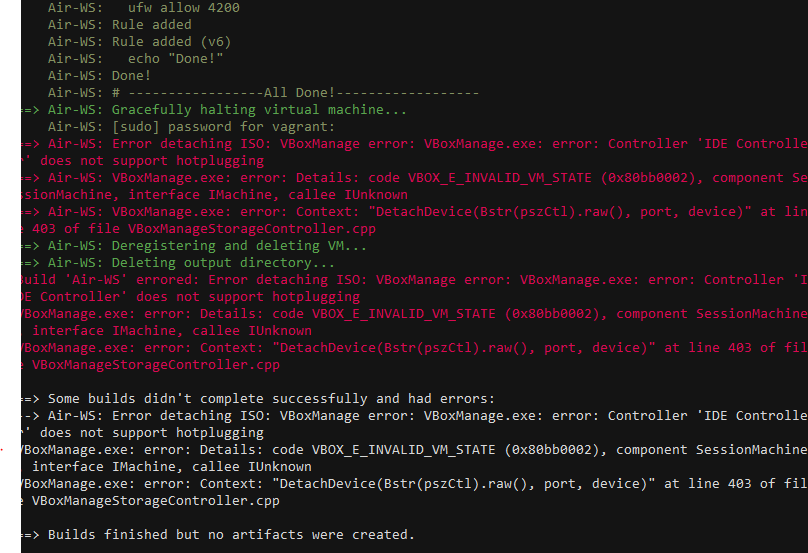 Air-WS:   ufw allow 4200
Air-WS: Rule added
Air-WS: Rule added (v6)
Air-WS:   echo "Done!"
Air-WS: Done!
Air-WS: # -----------------All Done!------------------
=> Air-WS: Gracefully halting virtual machine...
Air-WS: [sudo] password for vagrant:
=> Air-WS: Error detaching ISO: VBoxManage error: VBoxManage.exe: error: Controller 'IDE Controlle
r' does not support hotplugging
=> Air-WS: VBoxManage.exe: error: Details: code VBOX_E_INVALID_VM_STATE (0x80bb0002), component Se
ssionMachine, interface IMachine, callee IUnknown
=> Air-WS: VBoxManage.exe: error: Context: "DetachDevice(Bstr(pszCtl).raw(), port, device)" at lin
e 403 of file VBoxManageStorageController.cpp
=> Air-WS: Deregistering and deleting VM...
=> Air-WS: Deleting output directory...
Build 'Air-WS' errored: Error detaching ISO: VBoxManage error: VBoxManage.exe: error: Controller 'I
DE Controller' does not support hotplugging
VBoxManage.exe: error: Details: code VBOX_E_INVALID_VM_STATE (0x80bb0002), component SessionMachine
interface IMachine, callee IUnknown
VBoxManage.exe: error: Context: "DetachDevice(Bstr(pszCtl).raw(), port, device)" at line 403 of fil
e VBoxManageStorageController.cpp
=> Some builds didn't complete successfully and had errors:
-> Air-WS: Error detaching ISO: VBoxManage error: VBoxManage.exe: error: Controller 'IDE Controlle
r' does not support hotplugging
VBoxManage.exe: error: Details: code VBOX_E_INVALID_VM_STATE (0x80bb0002), component SessionMachine
interface IMachine, callee IUnknown
VBoxManage.exe: error: Context: "DetachDevice(Bstr(pszCtl).raw(), port, device)" at line 403 of fil
e VBoxManageStorageController.cpp
=> Builds finished but no artifacts were created.